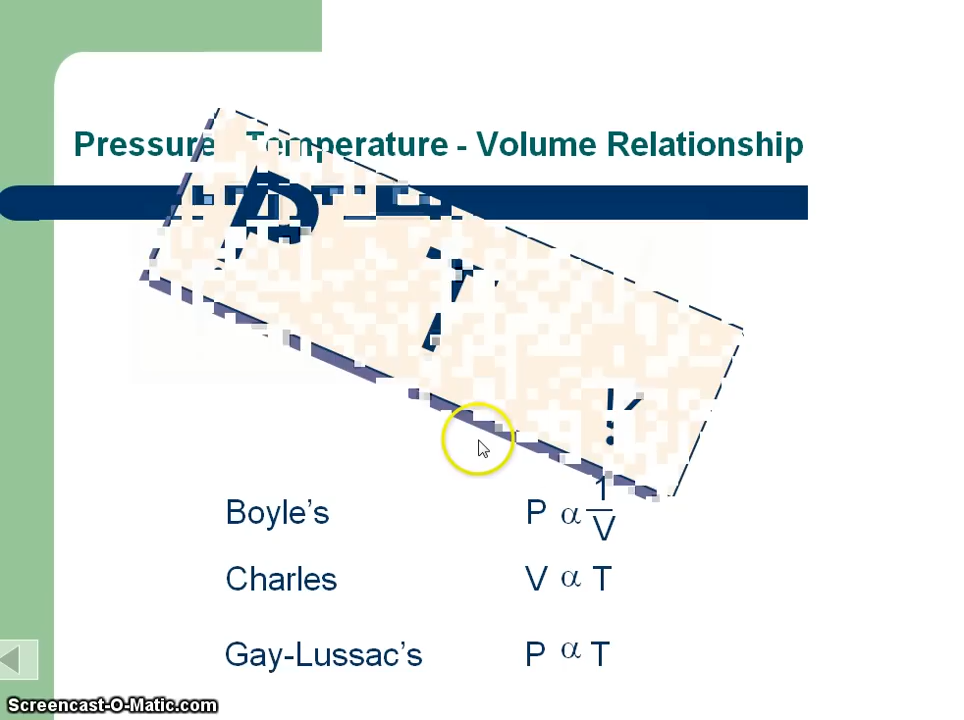 Pressure - Temperature - Volume Relationship
Boyle's P α 1/V
Charles V α T
Gay-Lussac's P α T
Screencast-O-Matic.com